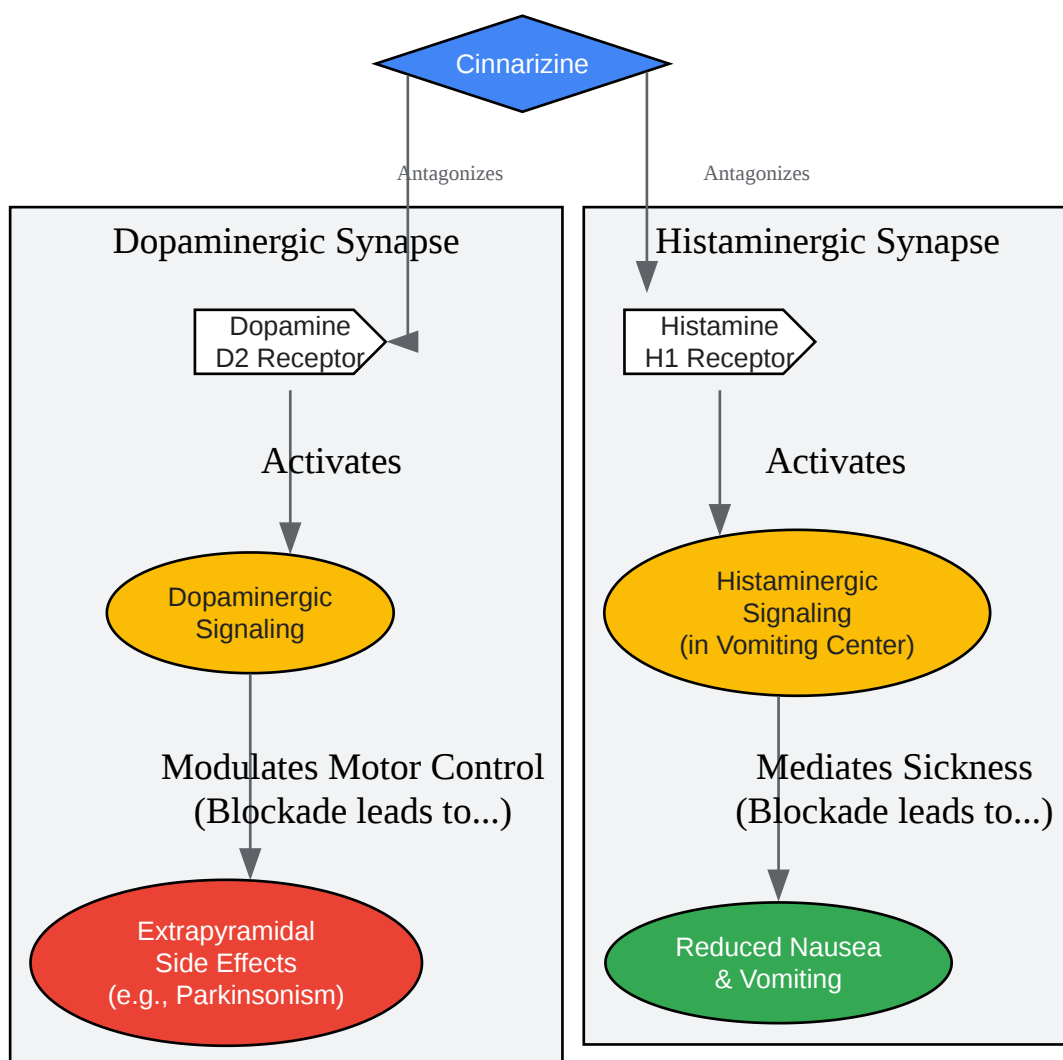 Cinnarizine
Antagonizes
Antagonizes
Dopaminergic Synapse
Dopamine
D2 Receptor
Activates
Dopaminergic
Signaling
Modulates Motor Control
(Blockade leads to...)
Extrapyramidal
Side Effects
(e.g., Parkinsonism)
Histaminergic Synapse
Histamine
H1 Receptor
Activates
Histaminergic
Signaling
(in Vomiting Center)
Mediates Sickness
(Blockade leads to...)
Reduced Nausea
& Vomiting